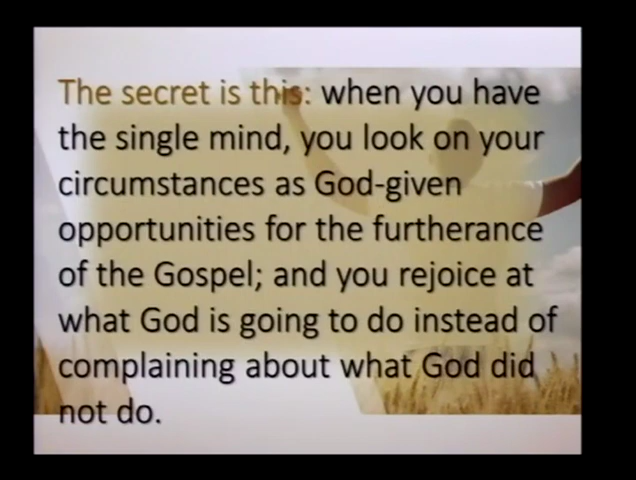 The secret is this: when you have
the single mind, you look on your
circumstances as God-given
opportunities for the furtherance
of the Gospel; and you rejoice at
what God is going to do instead of
complaining about what God did
not do.